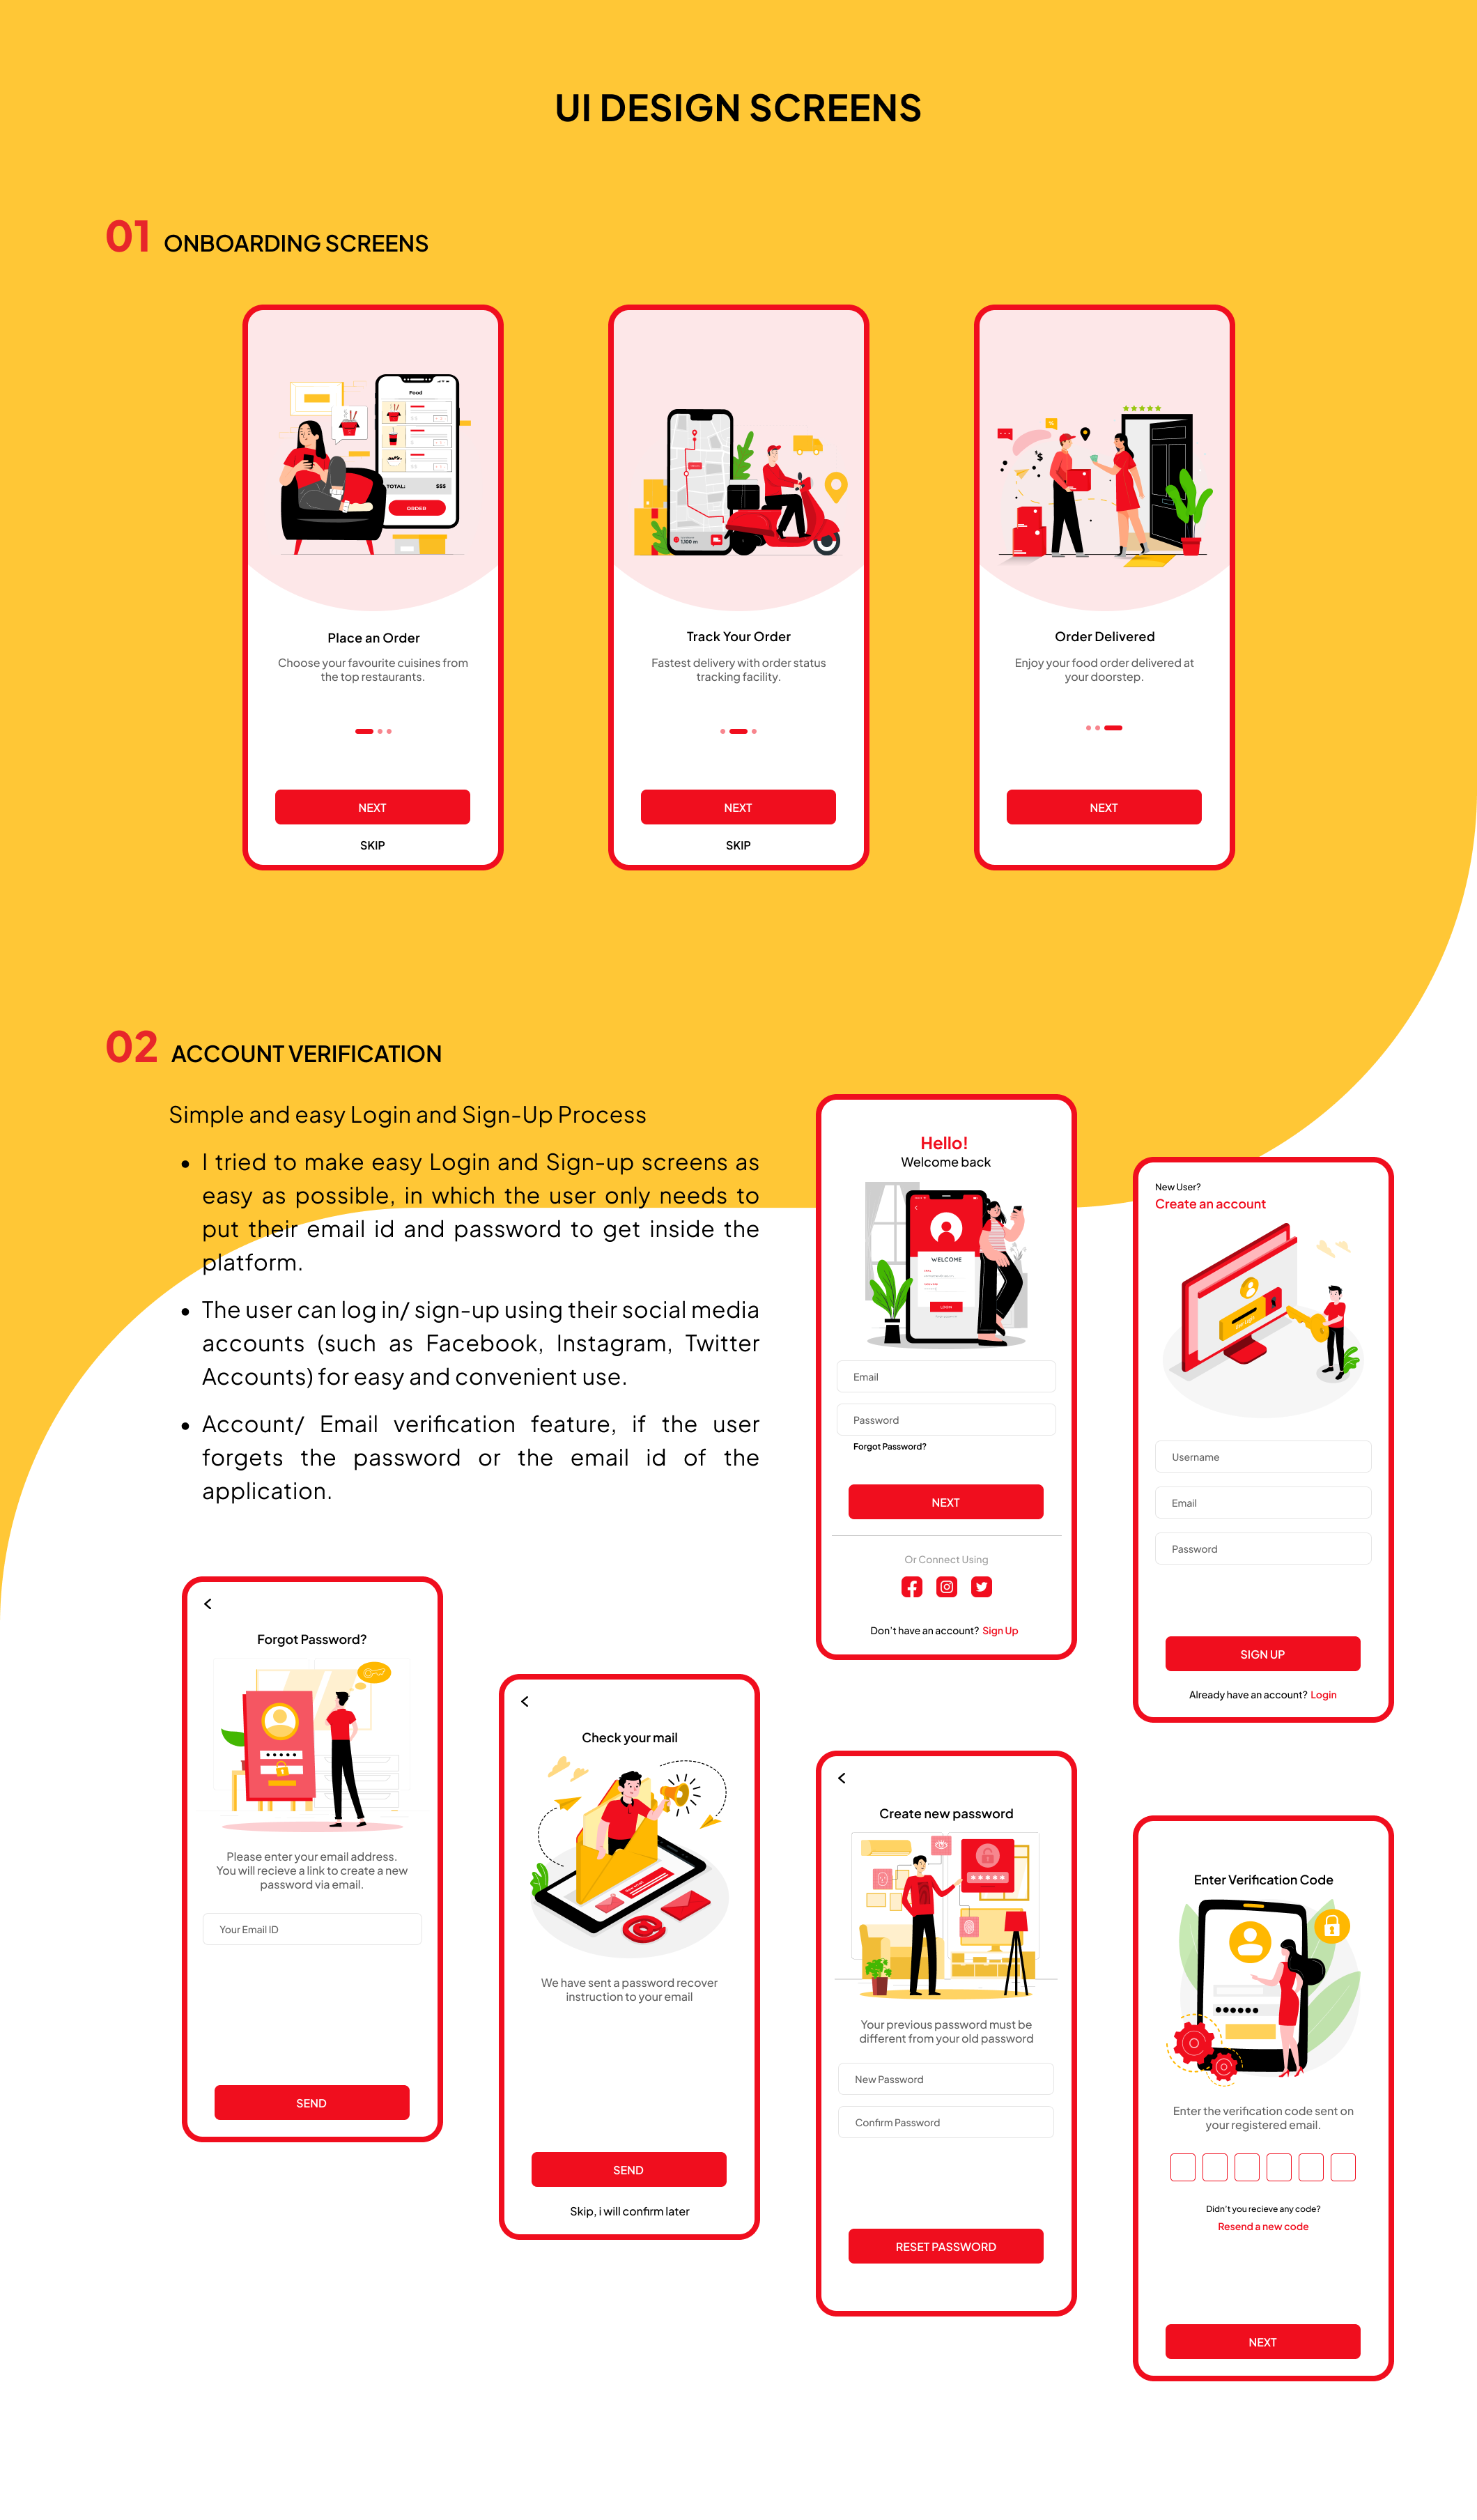 UI DESIGN SCREENS
01 ONBOARDING SCREENS
Food
TOTAL: $$$
ORDER
Place an Order
Choose your favourite cuisines from
the top restaurants.
NEXT
SKIP
1,100 m
Track Your Order
Fastest delivery with order status
tracking facility.
NEXT
SKIP
$
Order Delivered
Enjoy your food order delivered at
your doorstep.
NEXT
02 ACCOUNT VERIFICATION
Simple and easy Login and Sign-Up Process
• I tried to make easy Login and Sign-up screens as
easy as possible, in which the user only needs to
put their email id and password to get inside the
platform.
• The user can log in/ sign-up using their social media
accounts (such as Facebook, Instagram, Twitter
Accounts) for easy and convenient use.
• Account/ Email verification feature, if the user
forgets the password or the email id of the
application.
Hello!
Welcome back
WELCOME
LOGIN
Email
Password
Forgot Password?
NEXT
Or Connect Using
Don't have an account? Sign Up
New User?
Create an account
Username
Email
Password
SIGN UP
Already have an account? Login
Forgot Password?
Please enter your email address.
You will recieve a link to create a new
password via email.
Your Email ID
SEND
Check your mail
@
We have sent a password recover
instruction to your email
SEND
Skip, i will confirm later
Create new password
Your previous password must be
different from your old password
New Password
Confirm Password
RESET PASSWORD
Enter Verification Code
Enter the verification code sent on
your registered email.
Didn't you recieve any code?
Resend a new code
NEXT